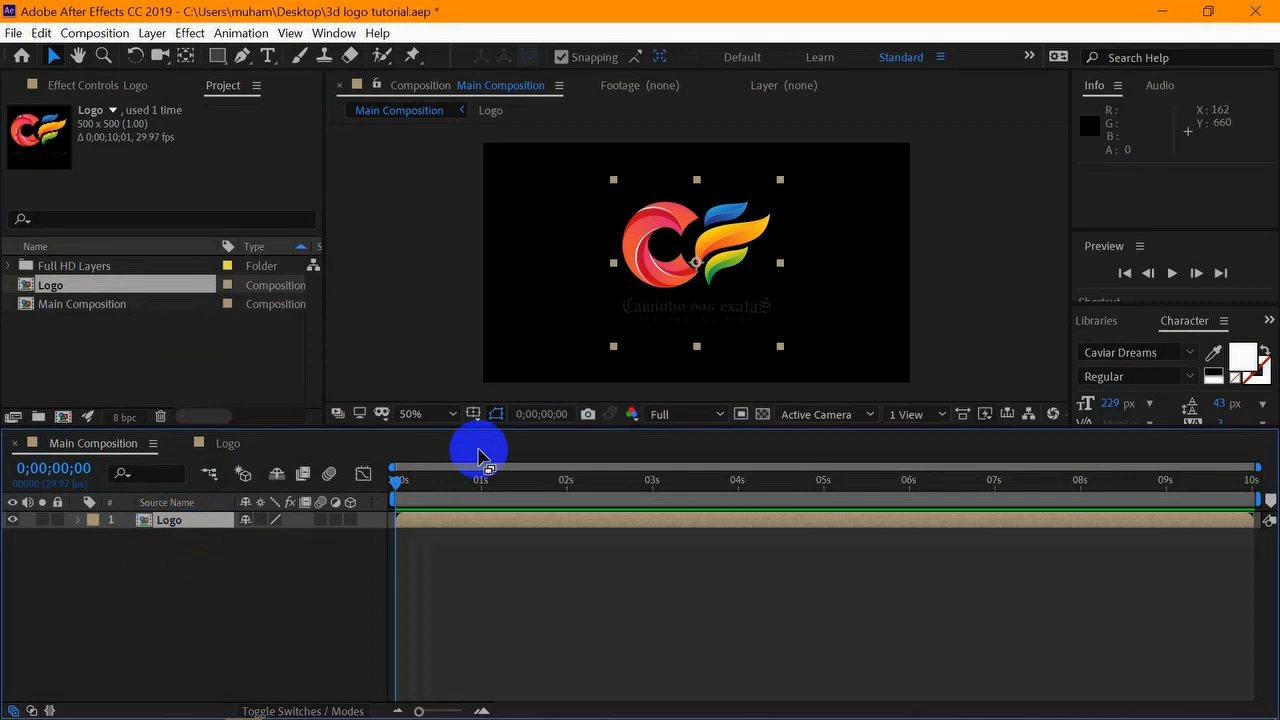 Adobe After Effects CC 2019 - C:\Users\muham\Desktop\3d logo tutorial.aep *
File Edit Composition Layer Effect Animation View Window Help
Snapping Default Learn Standard Search Help
Effect Controls Logo Project
Logo , used 1 time
500 x 500 (1.00)
Δ 0;00;10;01, 29.97 fps
Name Type S
Full HD Layers Folder
Logo Composition
Main Composition Composition
8 bpc
Composition Main Composition Footage (none) Layer (none)
Main Composition Logo
Caminho das exataS
50% 0;00;00;00 Full Active Camera 1 View
Info Audio
R: X: 162
G: Y: 660
B:
A: 0
Preview
Shortcut
Libraries Character
Caviar Dreams
Regular
229 px 43 px
Metrics 3
Main Composition Logo
0;00;00;00
00000 (29.97 fps)
:00s 01s 02s 03s 04s 05s 06s 07s 08s 09s 10s
# Source Name
1 Logo
Toggle Switches / Modes